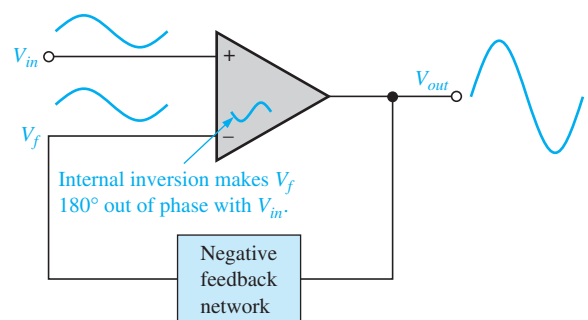 V_in
+
V_out
V_f
−
Internal inversion makes V_f
180° out of phase with V_in.
Negative
feedback
network